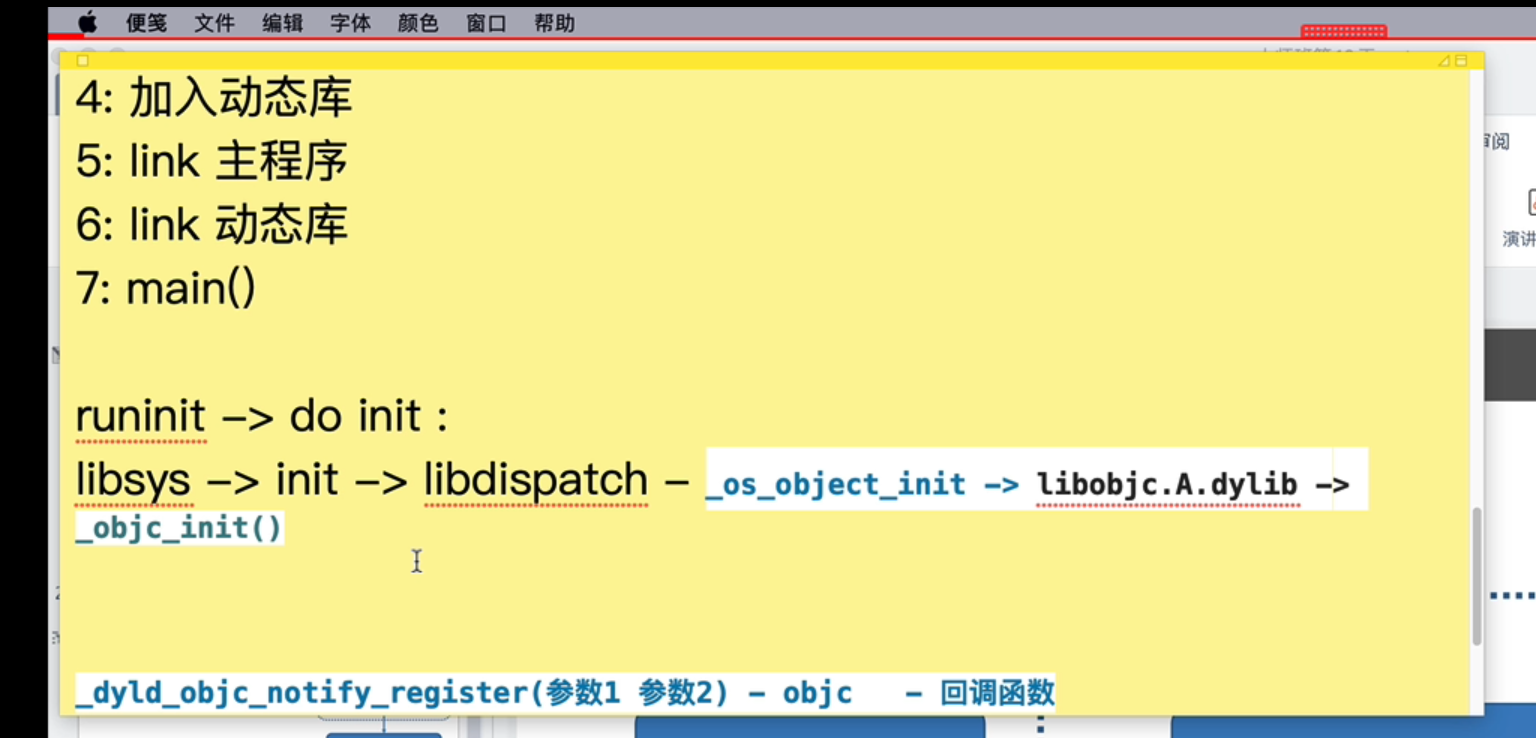 便笺 文件 编辑 字体 颜色 窗口 帮助
4: 加入动态库
5: link 主程序
6: link 动态库
7: main()
runinit –> do init :
libsys –> init –> libdispatch – _os_object_init –> libobjc.A.dylib –>
_objc_init()
_dyld_objc_notify_register(参数1 参数2) – objc – 回调函数
审阅
演讲